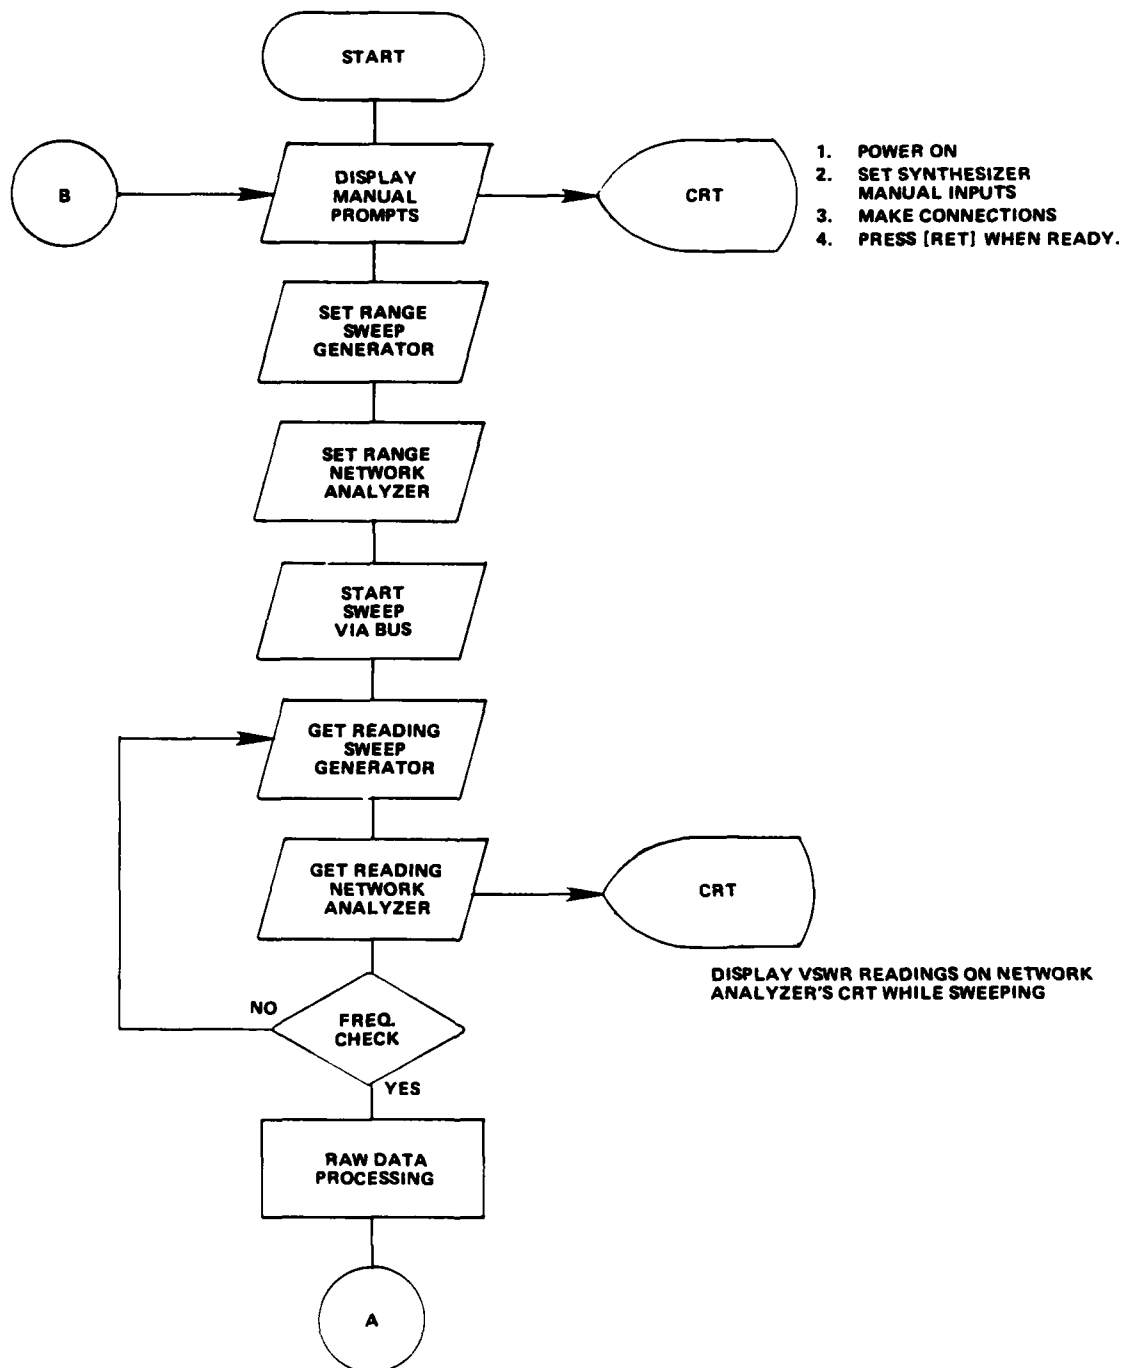 START
B
DISPLAY
MANUAL
PROMPTS
CRT
1. POWER ON
2. SET SYNTHESIZER
MANUAL INPUTS
3. MAKE CONNECTIONS
4. PRESS [RET] WHEN READY.
SET RANGE
SWEEP
GENERATOR
SET RANGE
NETWORK
ANALYZER
START
SWEEP
VIA BUS
GET READING
SWEEP
GENERATOR
GET READING
NETWORK
ANALYZER
CRT
DISPLAY VSWR READINGS ON NETWORK
ANALYZER'S CRT WHILE SWEEPING
NO
FREQ.
CHECK
YES
RAW DATA
PROCESSING
A